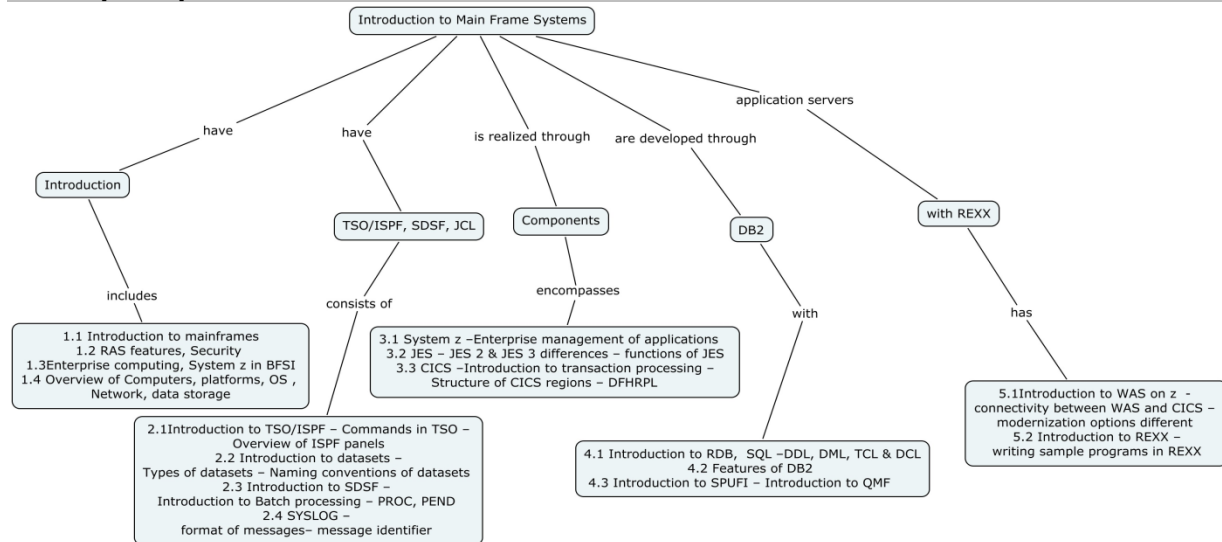 Introduction to Main Frame Systems
application servers
have
have
is realized through
are developed through
Introduction
TSO/ISPF, SDSF, JCL
Components
DB2
with REXX
includes
consists of
encompasses
with
has
1.1 Introduction to mainframes
1.2 RAS features, Security
1.3Enterprise computing, System z in BFSI
1.4 Overview of Computers, platforms, OS ,
Network, data storage
2.1Introduction to TSO/ISPF – Commands in TSO –
Overview of ISPF panels
2.2 Introduction to datasets –
Types of datasets – Naming conventions of datasets
2.3 Introduction to SDSF –
Introduction to Batch processing – PROC, PEND
2.4 SYSLOG –
format of messages– message identifier
3.1 System z –Enterprise management of applications
3.2 JES – JES 2 & JES 3 differences – functions of JES
3.3 CICS –Introduction to transaction processing –
Structure of CICS regions – DFHRPL
4.1 Introduction to RDB, SQL –DDL, DML, TCL & DCL
4.2 Features of DB2
4.3 Introduction to SPUFI – Introduction to QMF
5.1Introduction to WAS on z -
connectivity between WAS and CICS –
modernization options different
5.2 Introduction to REXX –
writing sample programs in REXX